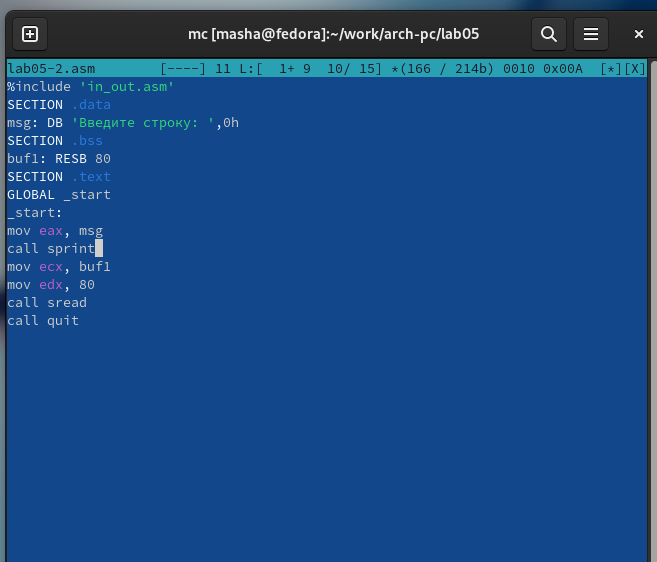 mc [masha@fedora]:~/work/arch-pc/lab05
lab05-2.asm [----] 11 L:[ 1+ 9 10/ 15] *(166 / 214b) 0010 0x00A [*][X]
%include 'in_out.asm'
SECTION .data
msg: DB 'Введите строку: ',0h
SECTION .bss
buf1: RESB 80
SECTION .text
GLOBAL _start
_start:
mov eax, msg
call sprint
mov ecx, buf1
mov edx, 80
call sread
call quit